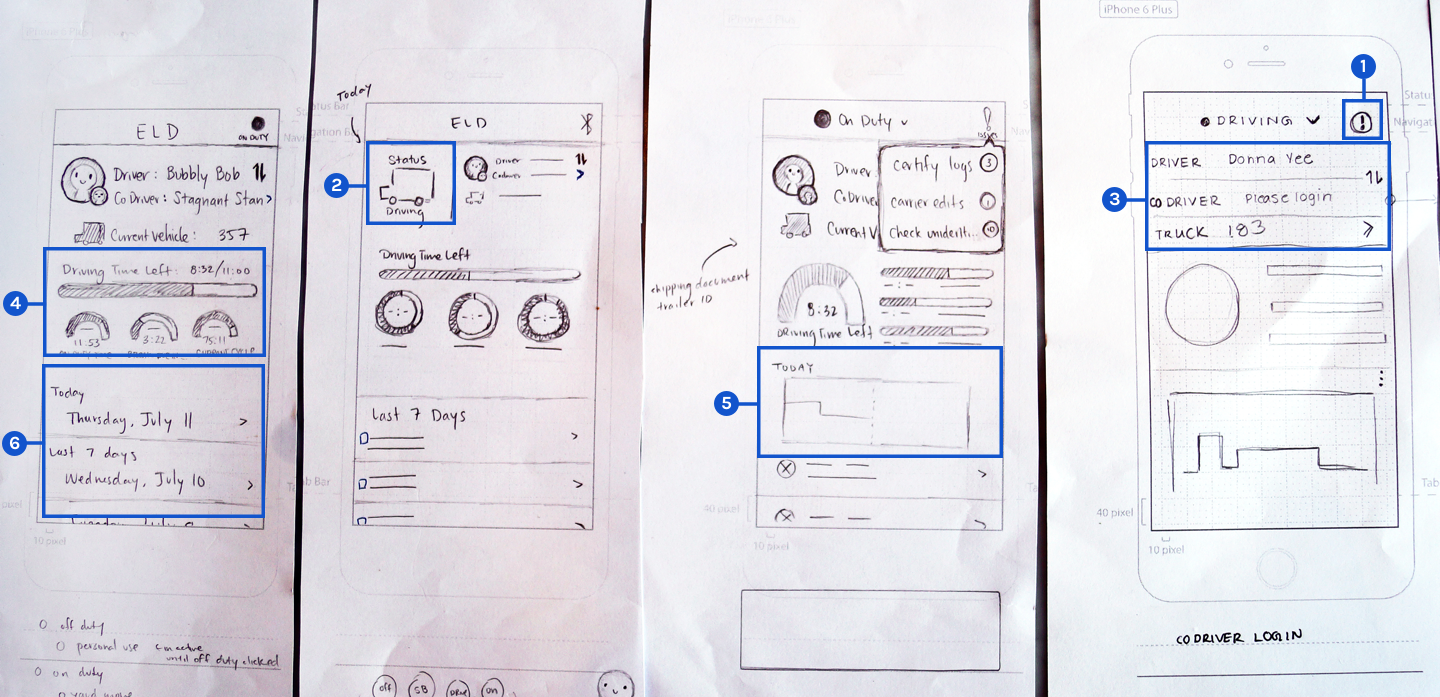 ELD
ON DUTY
Driver: Bubbly Bob
Co Driver: Stagnant Stan >
Current Vehicle: 357
4
Driving Time Left: 8:32/11:00
11:53
3:22
75:11
6
Today
Thursday, July 11 >
Last 7 days
Wednesday, July 10 >
10 pixel
off duty
personal use
until off duty clicked
on duty
Today
Status Bar
Navigation Bar
ELD
2
Status
Driving
Driver
Codriver
Driving Time Left
Last 7 Days
Tab Bar
off
SB
on
On Duty
certify logs 3
carrier edits 1
Driver
CoDriver
Current V
shipping document
trailer ID
8:32
Driving Time Left
5
TODAY
40 pixel
10 pixel
iPhone 6 Plus
1
Status
Navigat
DRIVING
!
3
DRIVER Donna Yee
CO DRIVER Please login
TRUCK 183
Tab
40 pixel
10 pixel
CODRIVER LOGIN